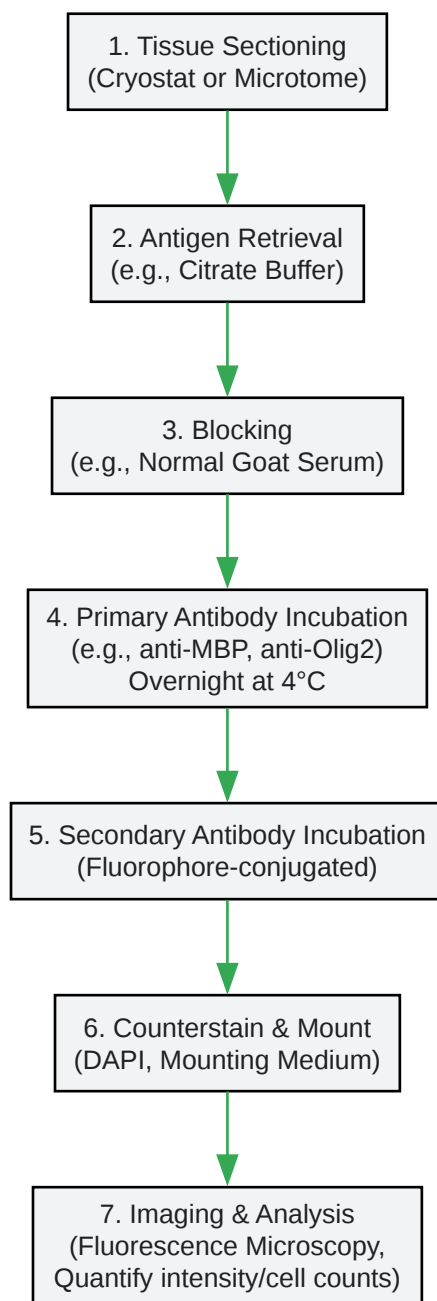 1. Tissue Sectioning
(Cryostat or Microtome)
2. Antigen Retrieval
(e.g., Citrate Buffer)
3. Blocking
(e.g., Normal Goat Serum)
4. Primary Antibody Incubation
(e.g., anti-MBP, anti-Olig2)
Overnight at 4°C
5. Secondary Antibody Incubation
(Fluorophore-conjugated)
6. Counterstain & Mount
(DAPI, Mounting Medium)
7. Imaging & Analysis
(Fluorescence Microscopy,
Quantify intensity/cell counts)